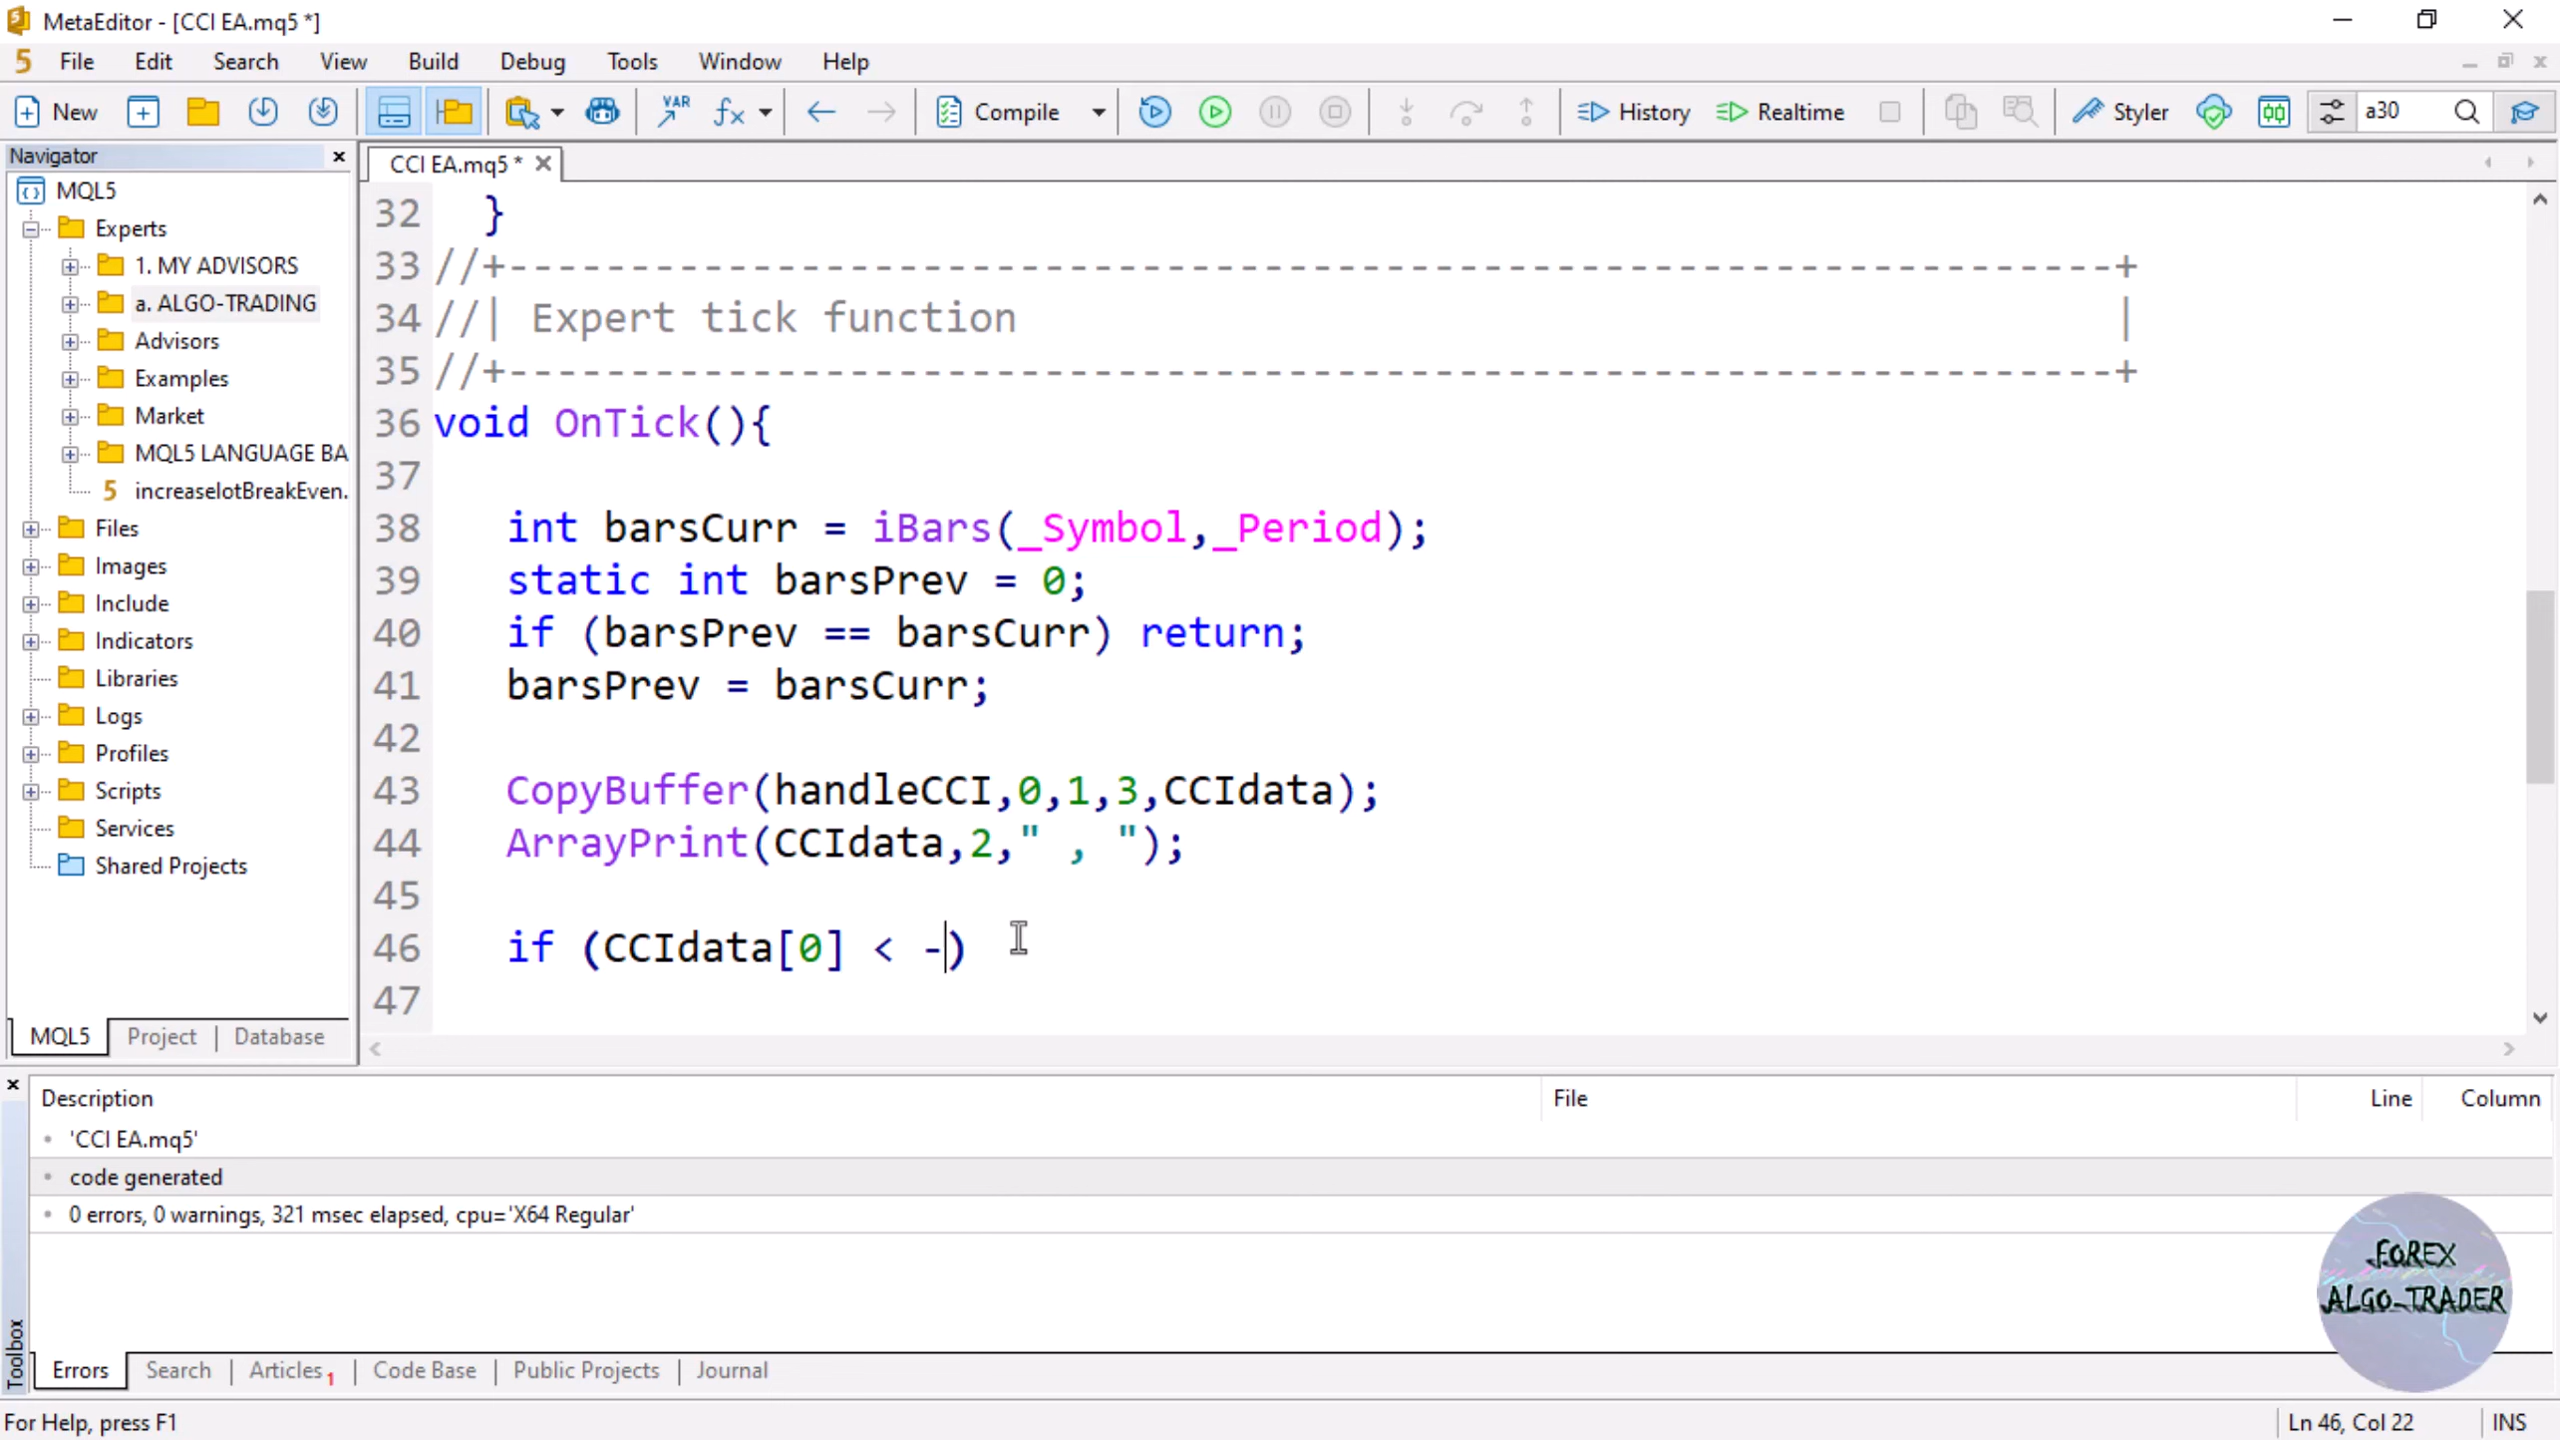 MetaEditor - [CCI EA.mq5 *]
5 File Edit Search View Build Debug Tools Window Help
New VAR fx Compile History Realtime Styler a30
Navigator
CCI EA.mq5 *
MQL5
Experts
1. MY ADVISORS
a. ALGO-TRADING
Advisors
Examples
Market
MQL5 LANGUAGE BA
5 increaselotBreakEven.
Files
Images
Include
Indicators
Libraries
Logs
Profiles
Scripts
Services
Shared Projects
MQL5 | Project | Database
32 }
33 //+------------------------------------------------------------------+
34 //| Expert tick function |
35 //+------------------------------------------------------------------+
36 void OnTick(){
37
38 int barsCurr = iBars(_Symbol,_Period);
39 static int barsPrev = 0;
40 if (barsPrev == barsCurr) return;
41 barsPrev = barsCurr;
42
43 CopyBuffer(handleCCI,0,1,3,CCIdata);
44 ArrayPrint(CCIdata,2," , ");
45
46 if (CCIdata[0] < -)
47
Description File Line Column
'CCI EA.mq5'
code generated
0 errors, 0 warnings, 321 msec elapsed, cpu='X64 Regular'
FOREX
ALGO-TRADER
Toolbox
Errors | Search | Articles 1 | Code Base | Public Projects | Journal
For Help, press F1
Ln 46, Col 22 INS